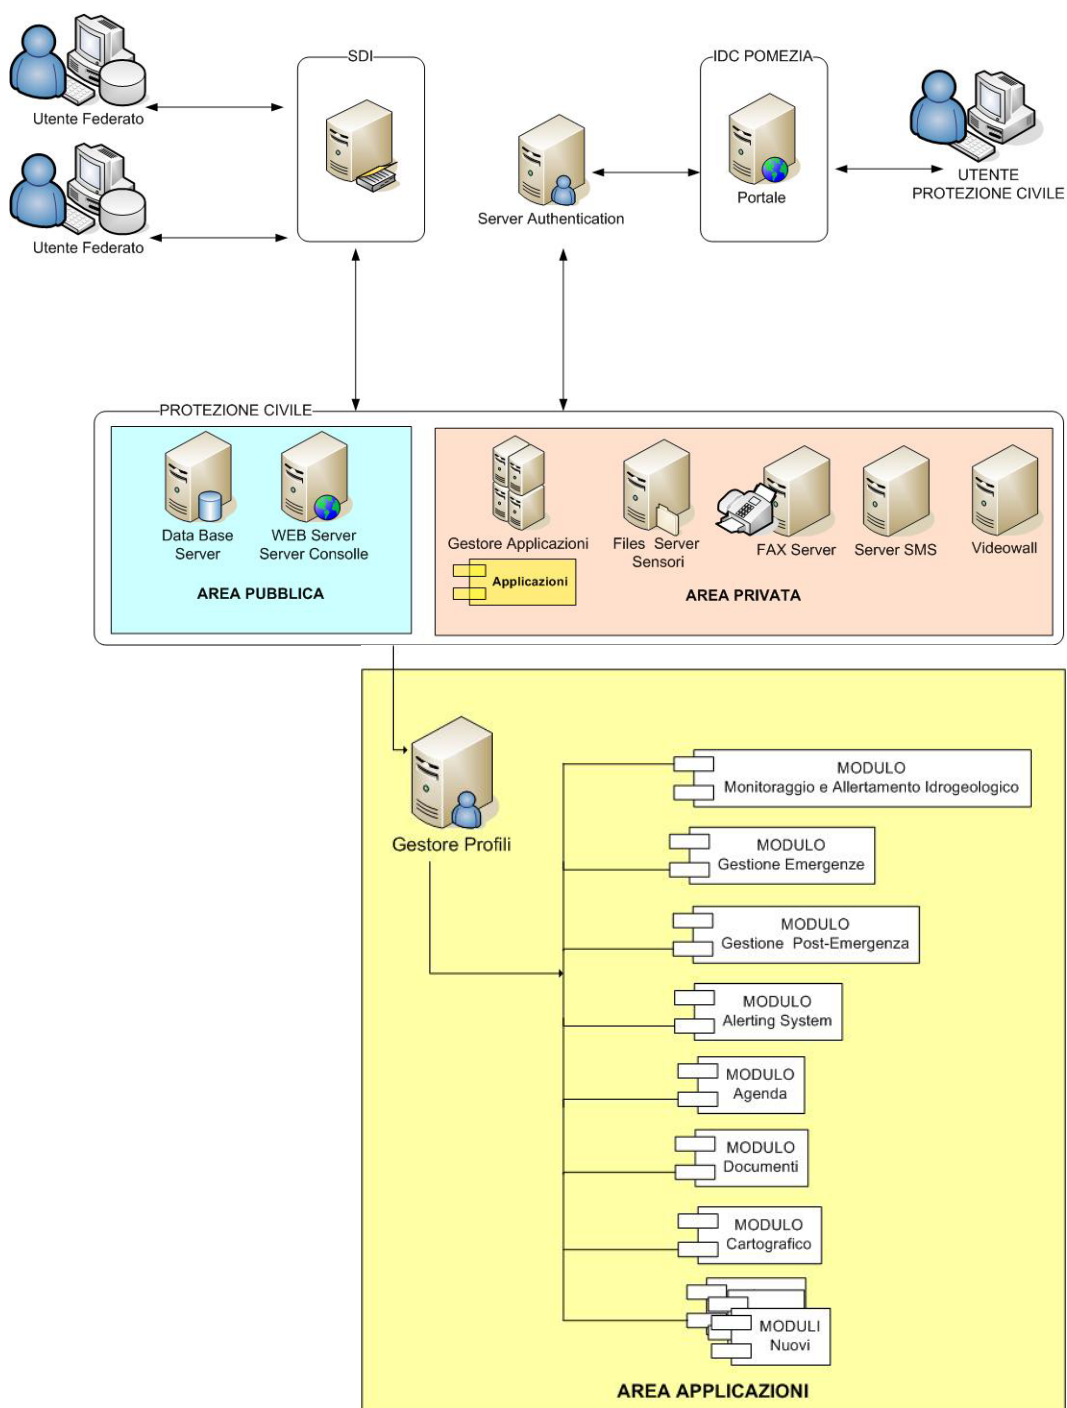 SDI
IDC POMEZIA
Utente Federato
Utente Federato
Server Authentication
Portale
UTENTE
PROTEZIONE CIVILE
PROTEZIONE CIVILE
Data Base
Server
WEB Server
Server Consolle
AREA PUBBLICA
Gestore Applicazioni
Applicazioni
Files Server
Sensori
FAX Server
Server SMS
Videowall
AREA PRIVATA
Gestore Profili
MODULO
Monitoraggio e Allertamento Idrogeologico
MODULO
Gestione Emergenze
MODULO
Gestione Post-Emergenza
MODULO
Alerting System
MODULO
Agenda
MODULO
Documenti
MODULO
Cartografico
MODULI
Nuovi
AREA APPLICAZIONI